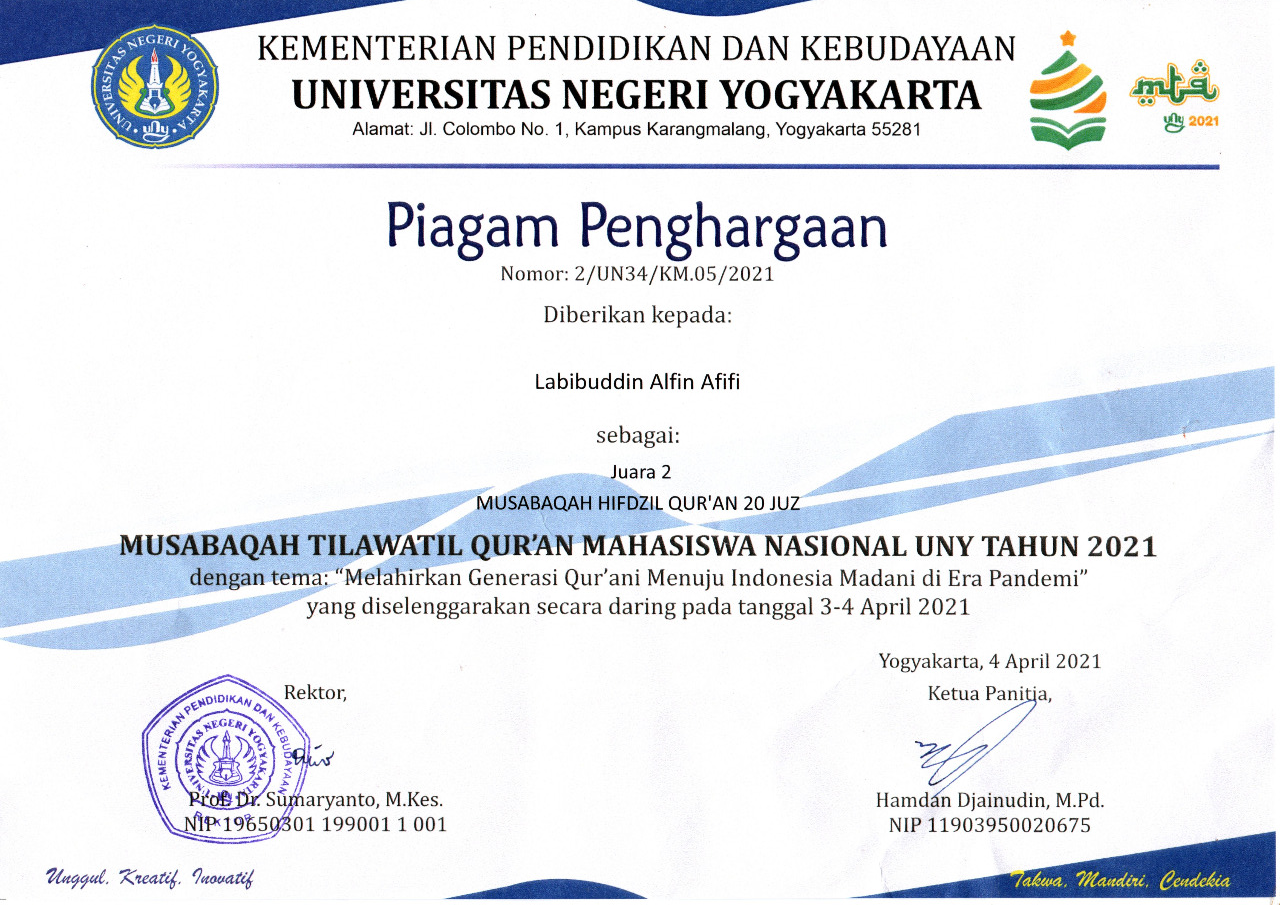 UNIVERSITAS NEGERI YOGYAKARTA
uny
KEMENTERIAN PENDIDIKAN DAN KEBUDAYAAN
UNIVERSITAS NEGERI YOGYAKARTA
Alamat: Jl. Colombo No. 1, Kampus Karangmalang, Yogyakarta 55281
mtq
uny 2021
Piagam Penghargaan
Nomor: 2/UN34/KM.05/2021
Diberikan kepada:
Labibuddin Alfin Afifi
sebagai:
Juara 2
MUSABAQAH HIFDZIL QUR'AN 20 JUZ
MUSABAQAH TILAWATIL QUR’AN MAHASISWA NASIONAL UNY TAHUN 2021
dengan tema: “Melahirkan Generasi Qur’ani Menuju Indonesia Madani di Era Pandemi”
yang diselenggarakan secara daring pada tanggal 3-4 April 2021
Yogyakarta, 4 April 2021
Rektor,
Ketua Panitia,
KEMENTERIAN PENDIDIKAN DAN KEBUDAYAAN
UNIVERSITAS NEGERI YOGYAKARTA
REKTOR
Prof. Dr. Sumaryanto, M.Kes.
NIP 19650301 199001 1 001
Hamdan Djainudin, M.Pd.
NIP 11903950020675
Unggul, Kreatif, Inovatif
Takwa, Mandiri, Cendekia